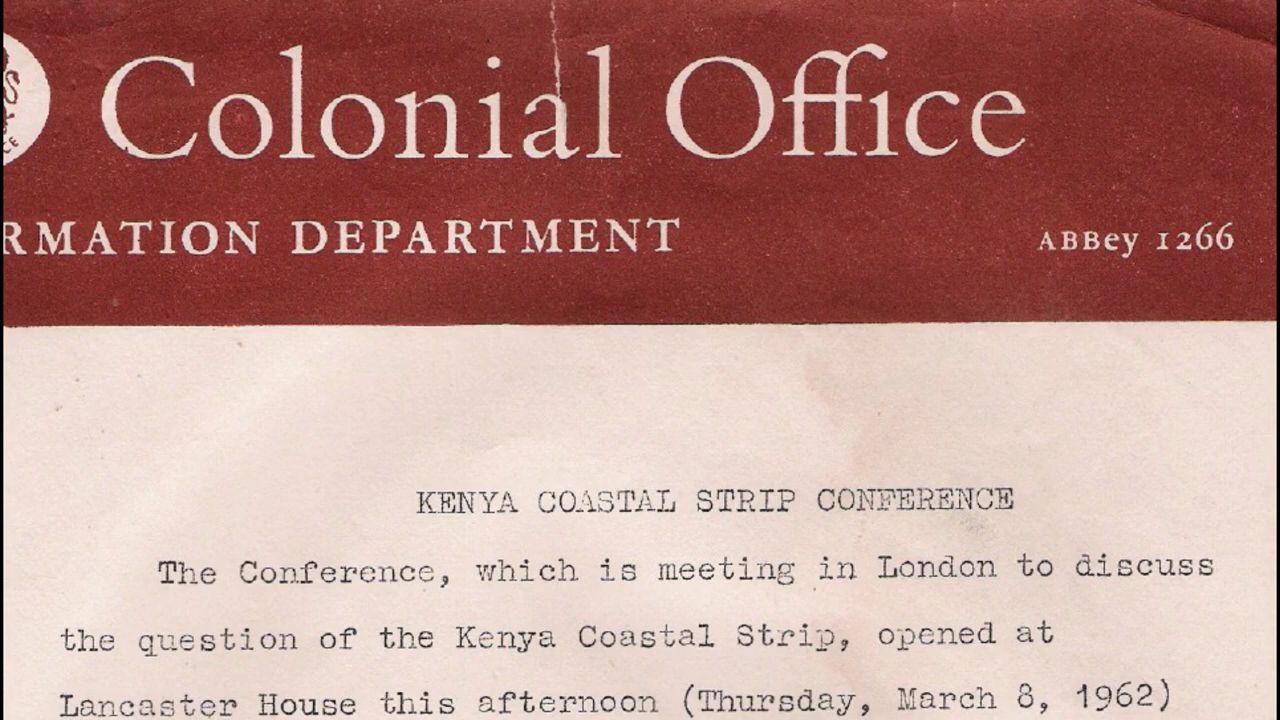 Colonial Office
RMATION DEPARTMENT
ABBey 1266
KENYA COASTAL STRIP CONFERENCE
The Conference, which is meeting in London to discuss
the question of the Kenya Coastal Strip, opened at
Lancaster House this afternoon (Thursday, March 8, 1962)